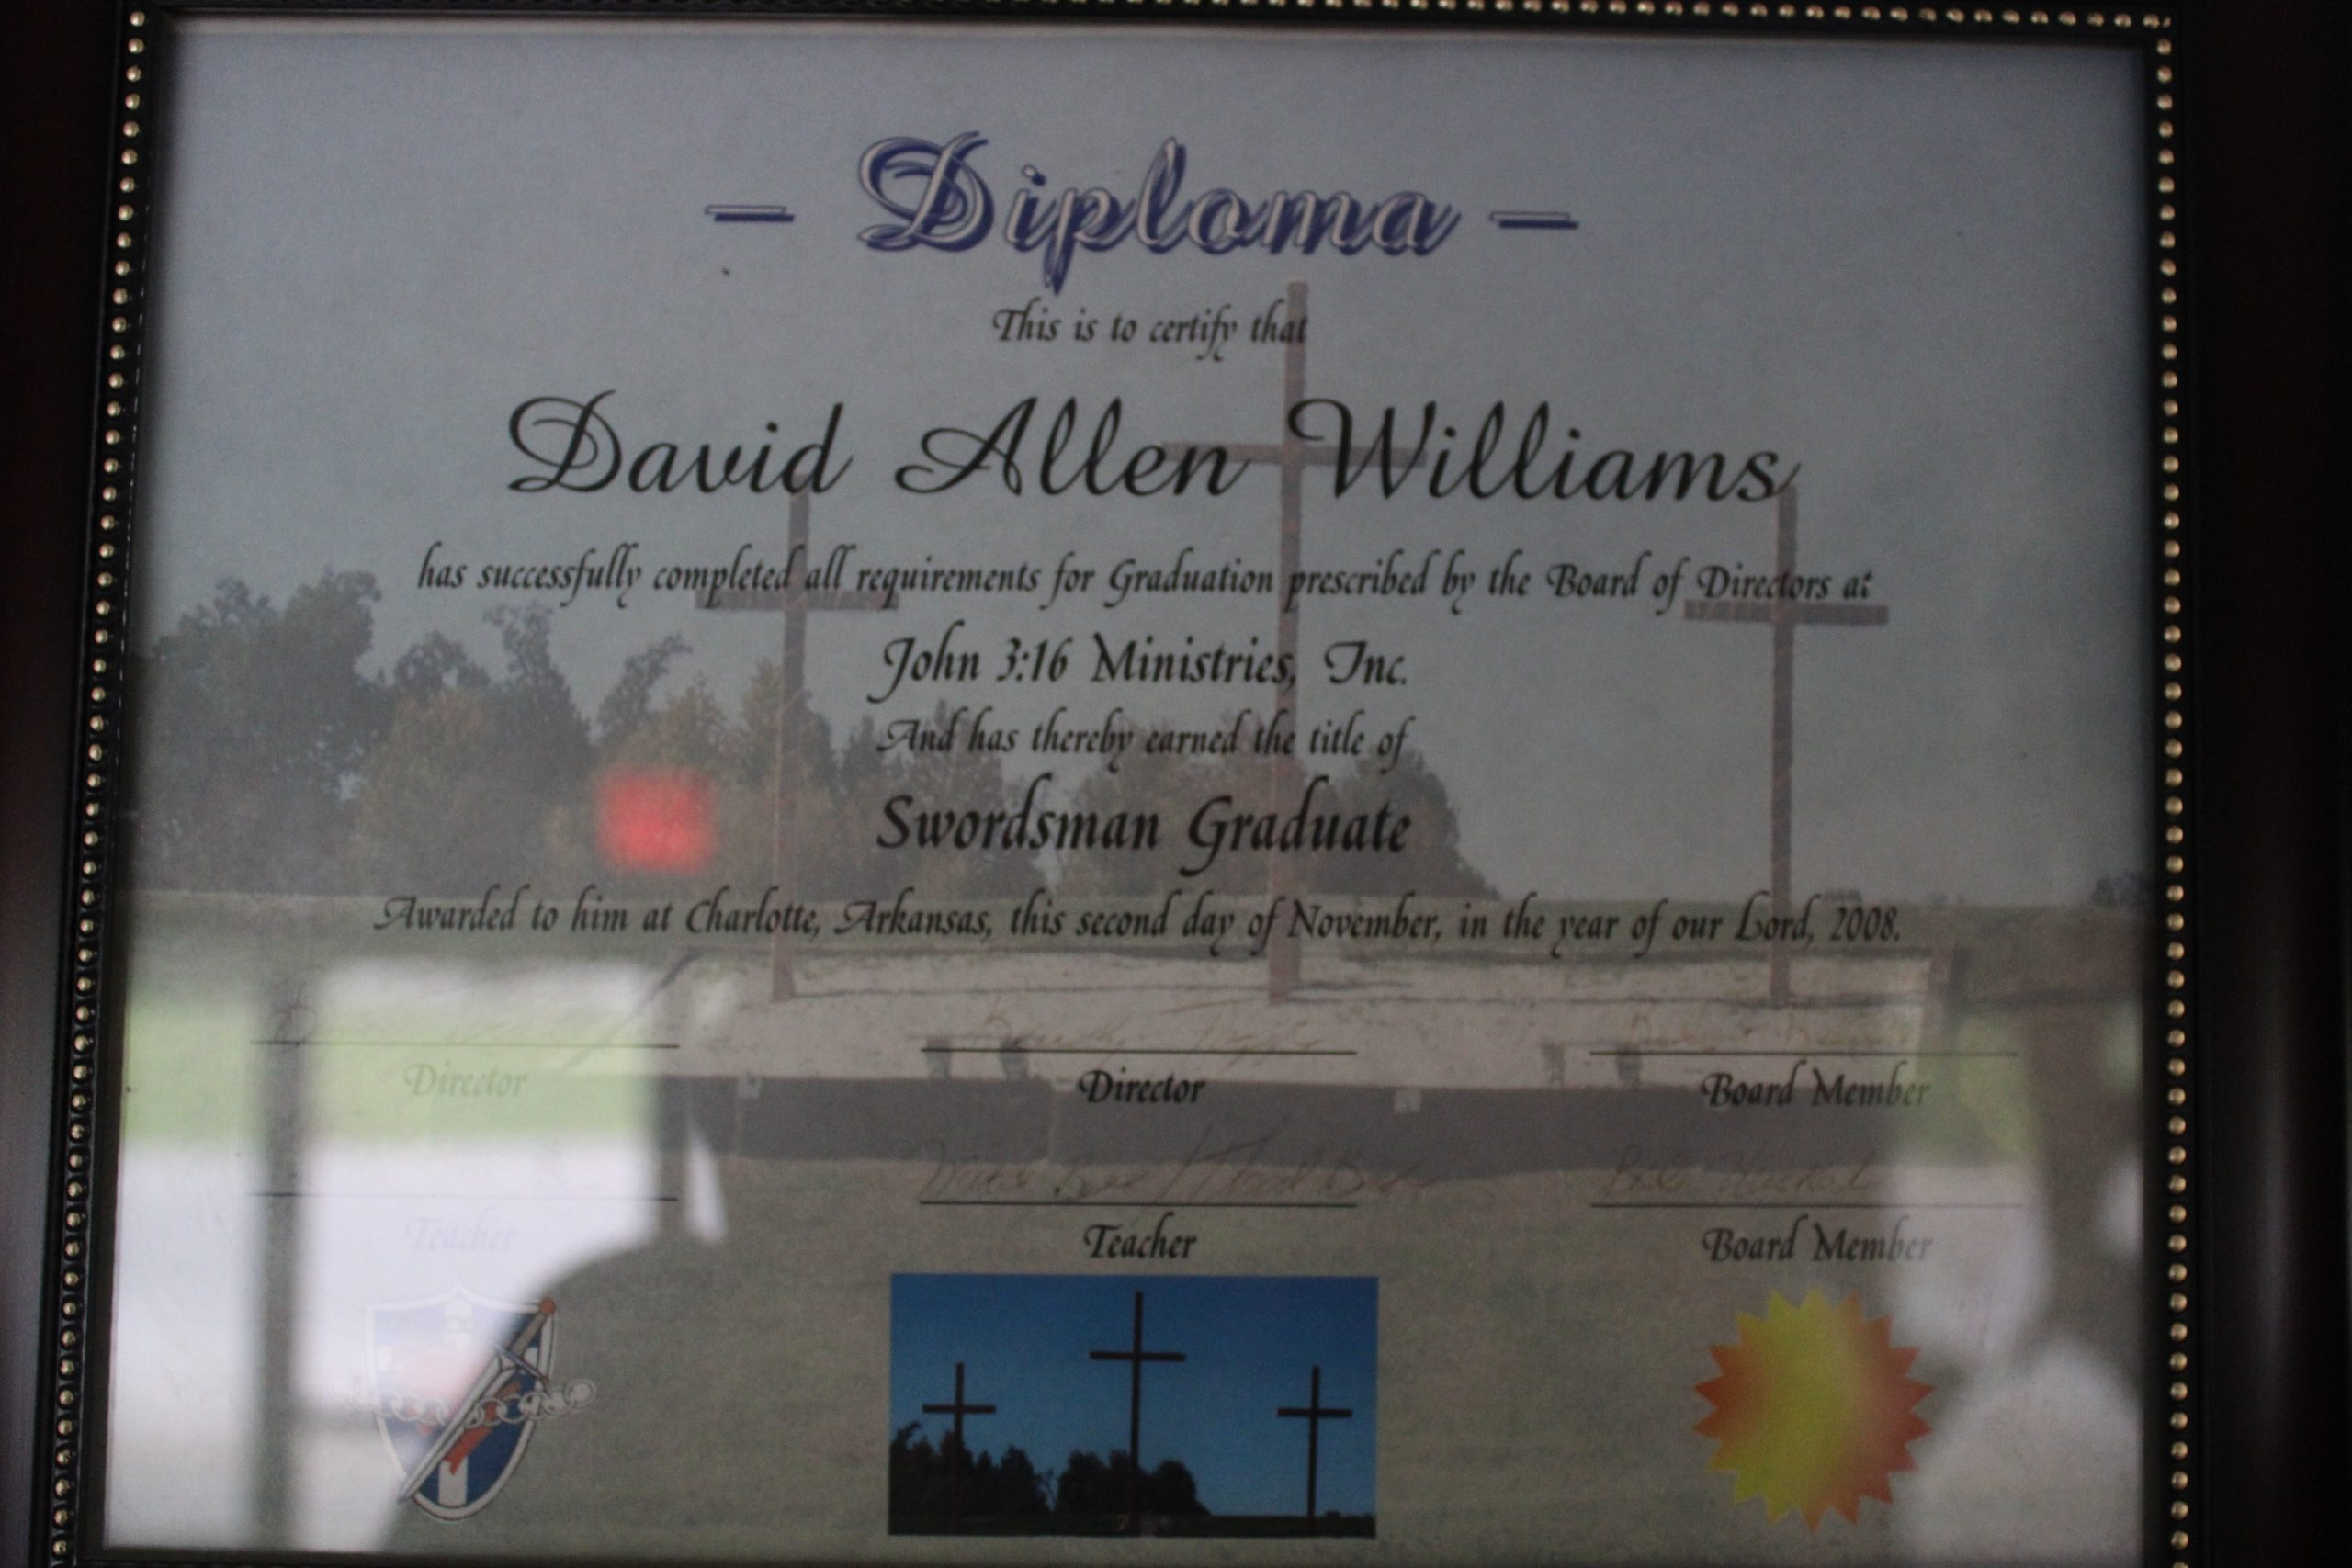 – Diploma –
This is to certify that
David Allen Williams
has successfully completed all requirements for Graduation prescribed by the Board of Directors at
John 3:16 Ministries, Inc.
And has thereby earned the title of
Swordsman Graduate
Awarded to him at Charlotte, Arkansas, this second day of November, in the year of our Lord, 2008.
Director Director Board Member
Teacher Teacher Board Member